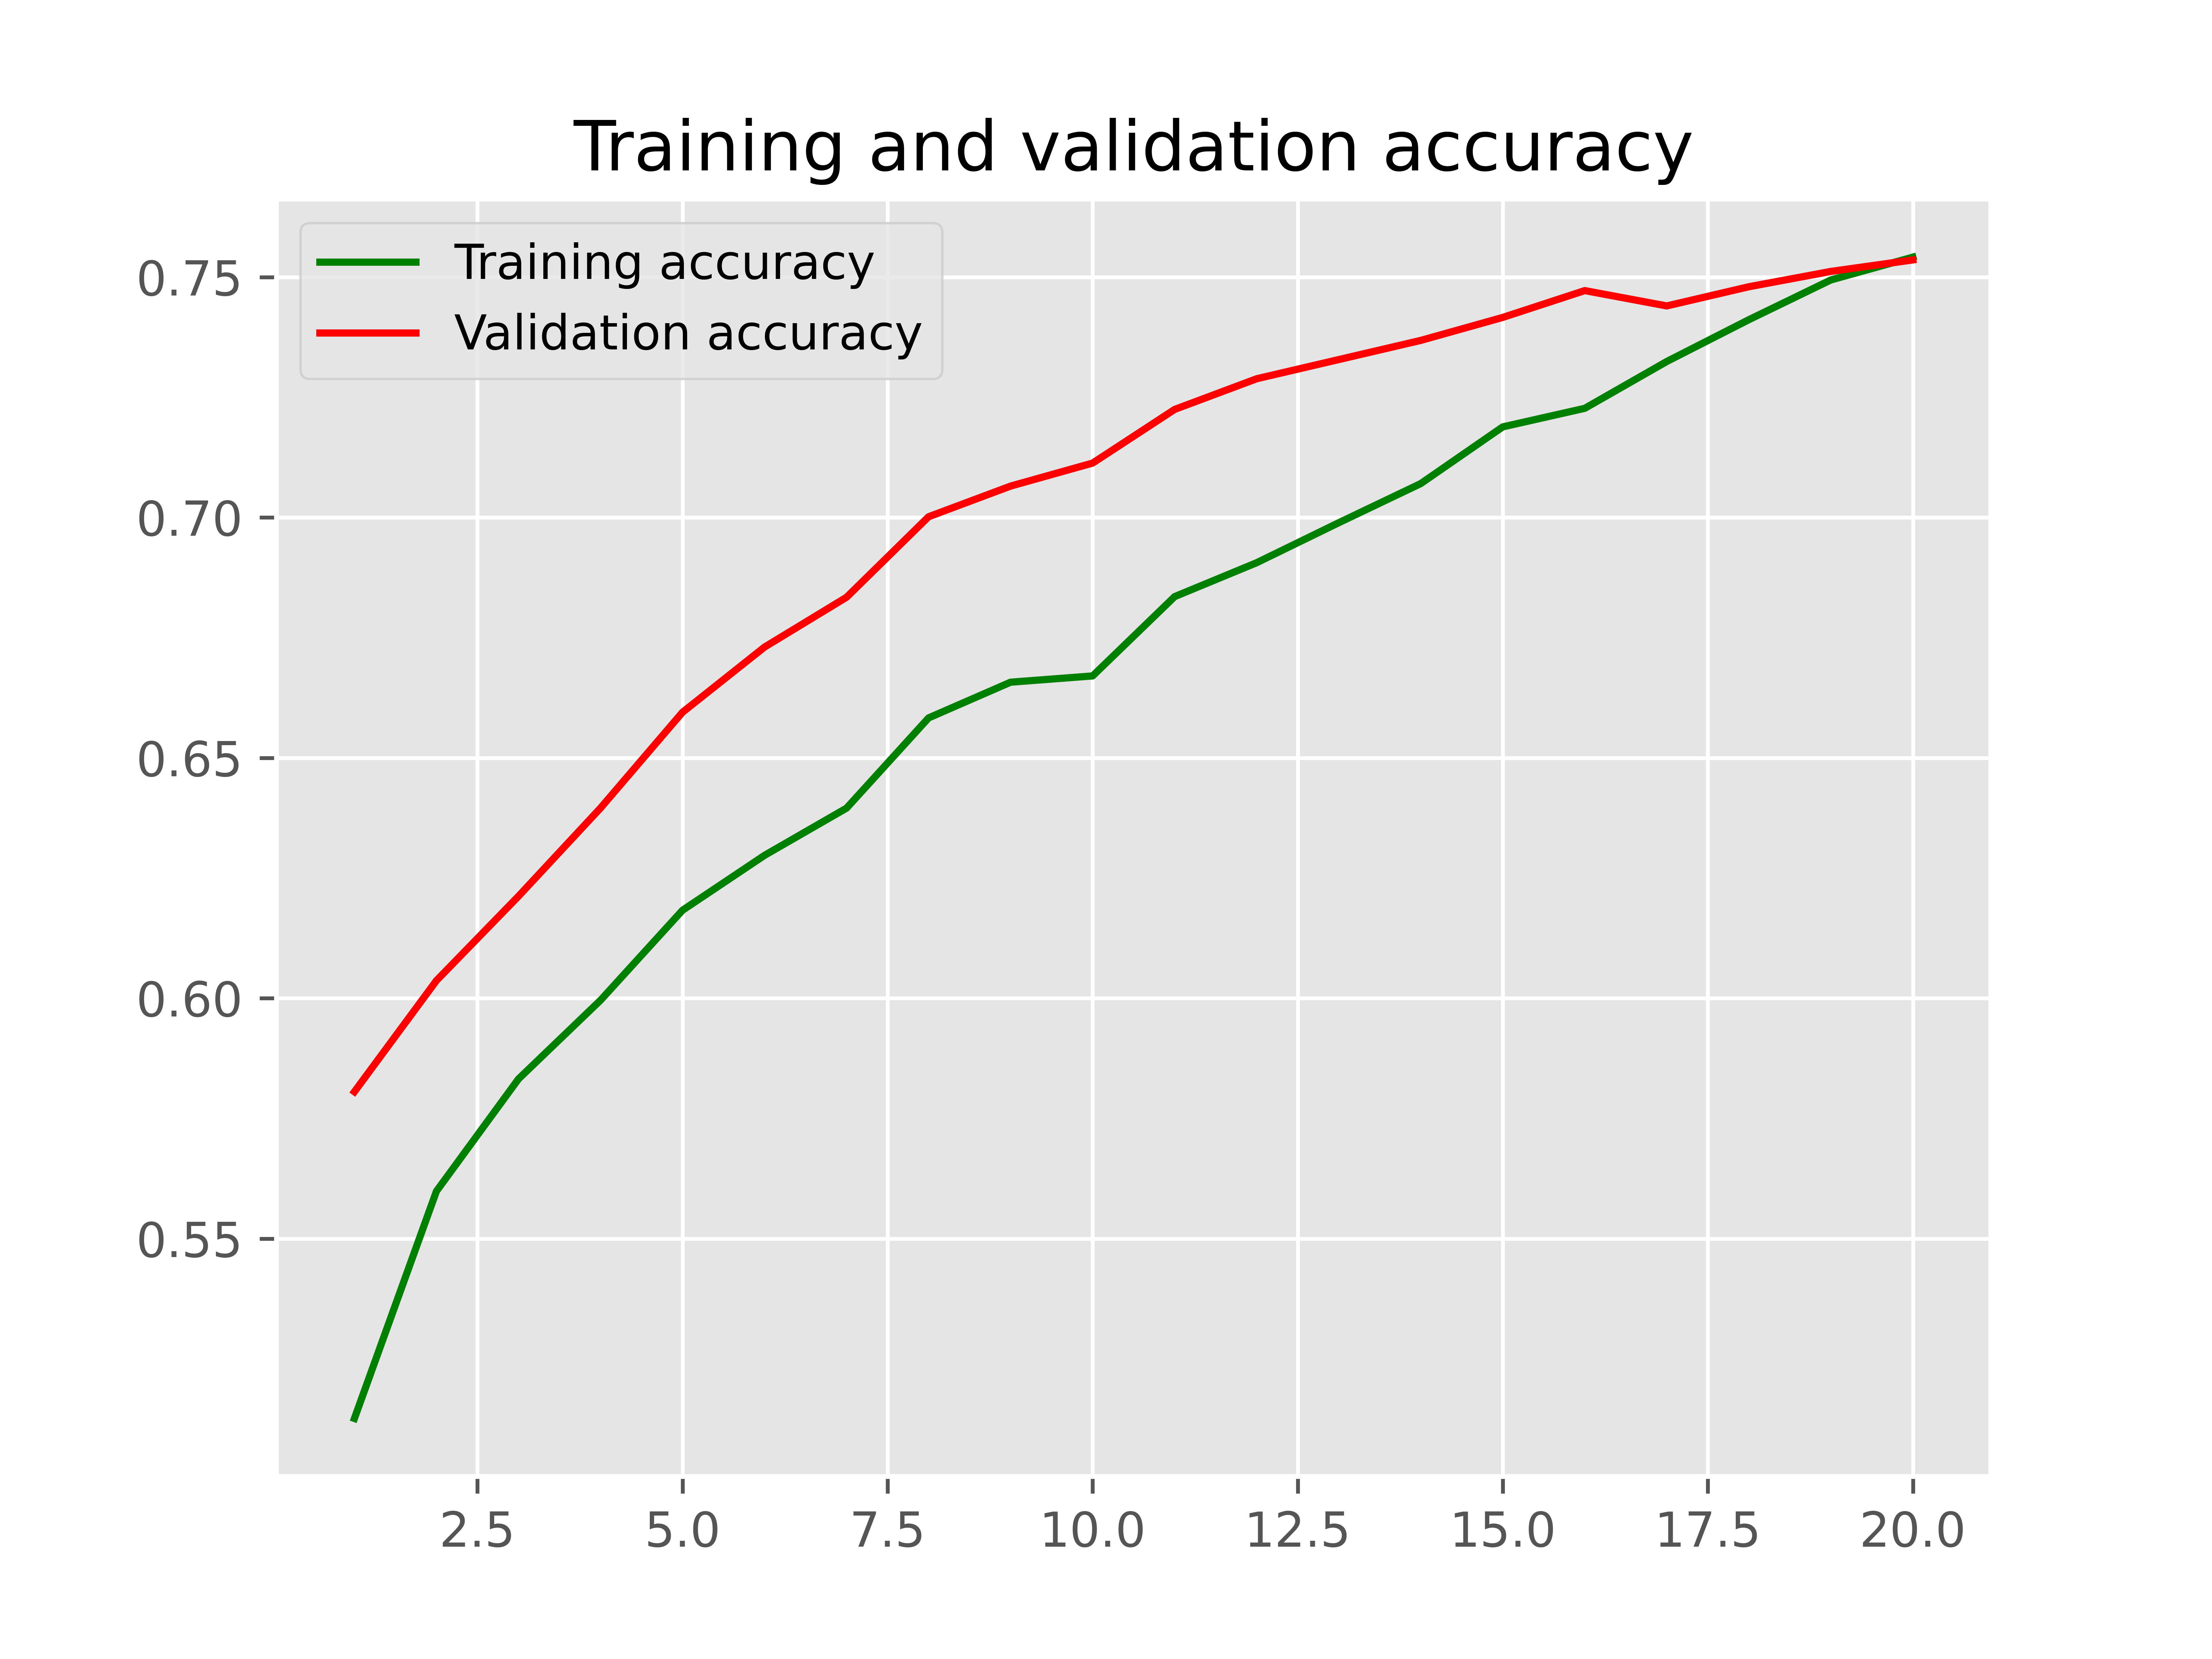 Training and validation accuracy
Training accuracy
Validation accuracy
0.75
0.70
0.65
0.60
0.55
2.5 5.0 7.5 10.0 12.5 15.0 17.5 20.0